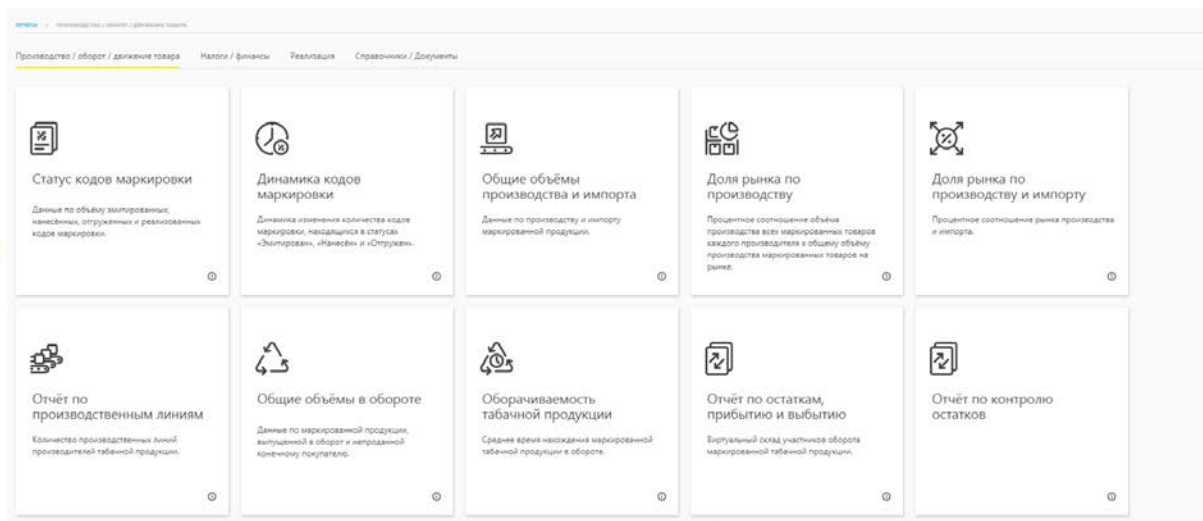 ОТЧЕТЫ / ПРОИЗВОДСТВО / ОБОРОТ / ДВИЖЕНИЕ ТОВАРА
Производство / оборот / движение товара Налоги / финансы Реализация Справочники / Документы
Статус кодов маркировки
Данные по объёму эмитированных,
нанесённых, отгруженных и реализованных
кодов маркировки.
Динамика кодов
маркировки
Динамика изменения количества кодов
маркировки, находящихся в статусах
«Эмитирован», «Нанесён» и «Отгружен».
Общие объёмы
производства и импорта
Данные по производству и импорту
маркированной продукции.
Доля рынка по
производству
Процентное соотношение объёма
производства всех маркированных товаров
каждого производителя к общему объёму
производства маркированных товаров на
рынке.
Доля рынка по
производству и импорту
Процентное соотношение рынка производства
и импорта.
Отчёт по
производственным линиям
Количество производственных линий
производителей табачной продукции.
Общие объёмы в обороте
Данные по маркированной продукции,
выпущенной в оборот и непроданной
конечному покупателю.
Оборачиваемость
табачной продукции
Среднее время нахождения маркированной
табачной продукции в обороте.
Отчёт по остаткам,
прибытию и выбытию
Виртуальный склад участников оборота
маркированной табачной продукции.
Отчёт по контролю
остатков